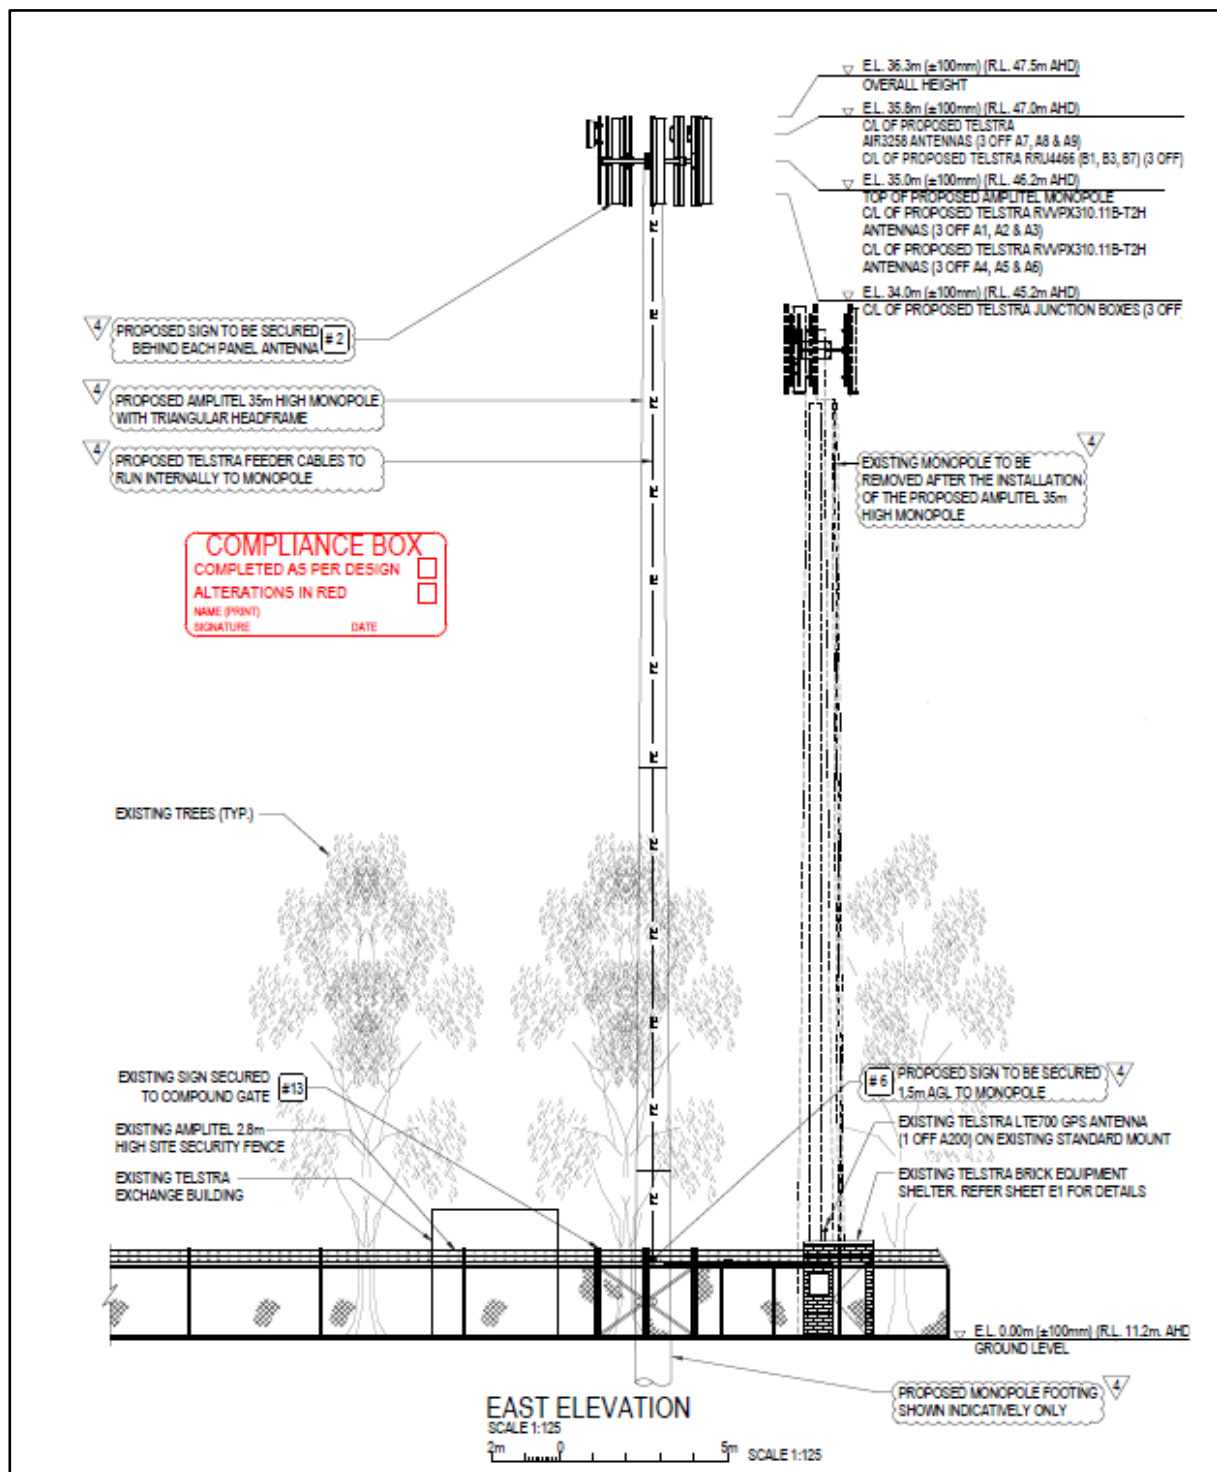 E.L. 36.3m (±100mm) (R.L. 47.5m AHD)
OVERALL HEIGHT
E.L. 35.8m (±100mm) (R.L. 47.0m AHD)
C/L OF PROPOSED TELSTRA
AIR3258 ANTENNAS (3 OFF A7, A8 & A9)
C/L OF PROPOSED TELSTRA RRU4466 (B1, B3, B7) (3 OFF)
E.L. 35.0m (±100mm) (R.L. 46.2m AHD)
TOP OF PROPOSED AMPLITEL MONOPOLE
C/L OF PROPOSED TELSTRA RVVPX310.11B-T2H
ANTENNAS (3 OFF A1, A2 & A3)
C/L OF PROPOSED TELSTRA RVVPX310.11B-T2H
ANTENNAS (3 OFF A4, A5 & A6)
E.L. 34.0m (±100mm) (R.L. 45.2m AHD)
C/L OF PROPOSED TELSTRA JUNCTION BOXES (3 OFF
4
PROPOSED SIGN TO BE SECURED
BEHIND EACH PANEL ANTENNA
#2
4
PROPOSED AMPLITEL 35m HIGH MONOPOLE
WITH TRIANGULAR HEADFRAME
4
PROPOSED TELSTRA FEEDER CABLES TO
RUN INTERNALLY TO MONOPOLE
4
EXISTING MONOPOLE TO BE
REMOVED AFTER THE INSTALLATION
OF THE PROPOSED AMPLITEL 35m
HIGH MONOPOLE
COMPLIANCE BOX
COMPLETED AS PER DESIGN
ALTERATIONS IN RED
NAME (PRINT)
SIGNATURE DATE
EXISTING TREES (TYP.)
EXISTING SIGN SECURED
TO COMPOUND GATE
#13
EXISTING AMPLITEL 2.8m
HIGH SITE SECURITY FENCE
EXISTING TELSTRA
EXCHANGE BUILDING
#6
PROPOSED SIGN TO BE SECURED
1.5m AGL TO MONOPOLE
4
EXISTING TELSTRA LTE700 GPS ANTENNA
(1 OFF A200) ON EXISTING STANDARD MOUNT
EXISTING TELSTRA BRICK EQUIPMENT
SHELTER. REFER SHEET E1 FOR DETAILS
E.L. 0.00m (±100mm) (R.L. 11.2m. AHD
GROUND LEVEL
PROPOSED MONOPOLE FOOTING
SHOWN INDICATIVELY ONLY
4
EAST ELEVATION
SCALE 1:125
2m 0 5m SCALE 1:125